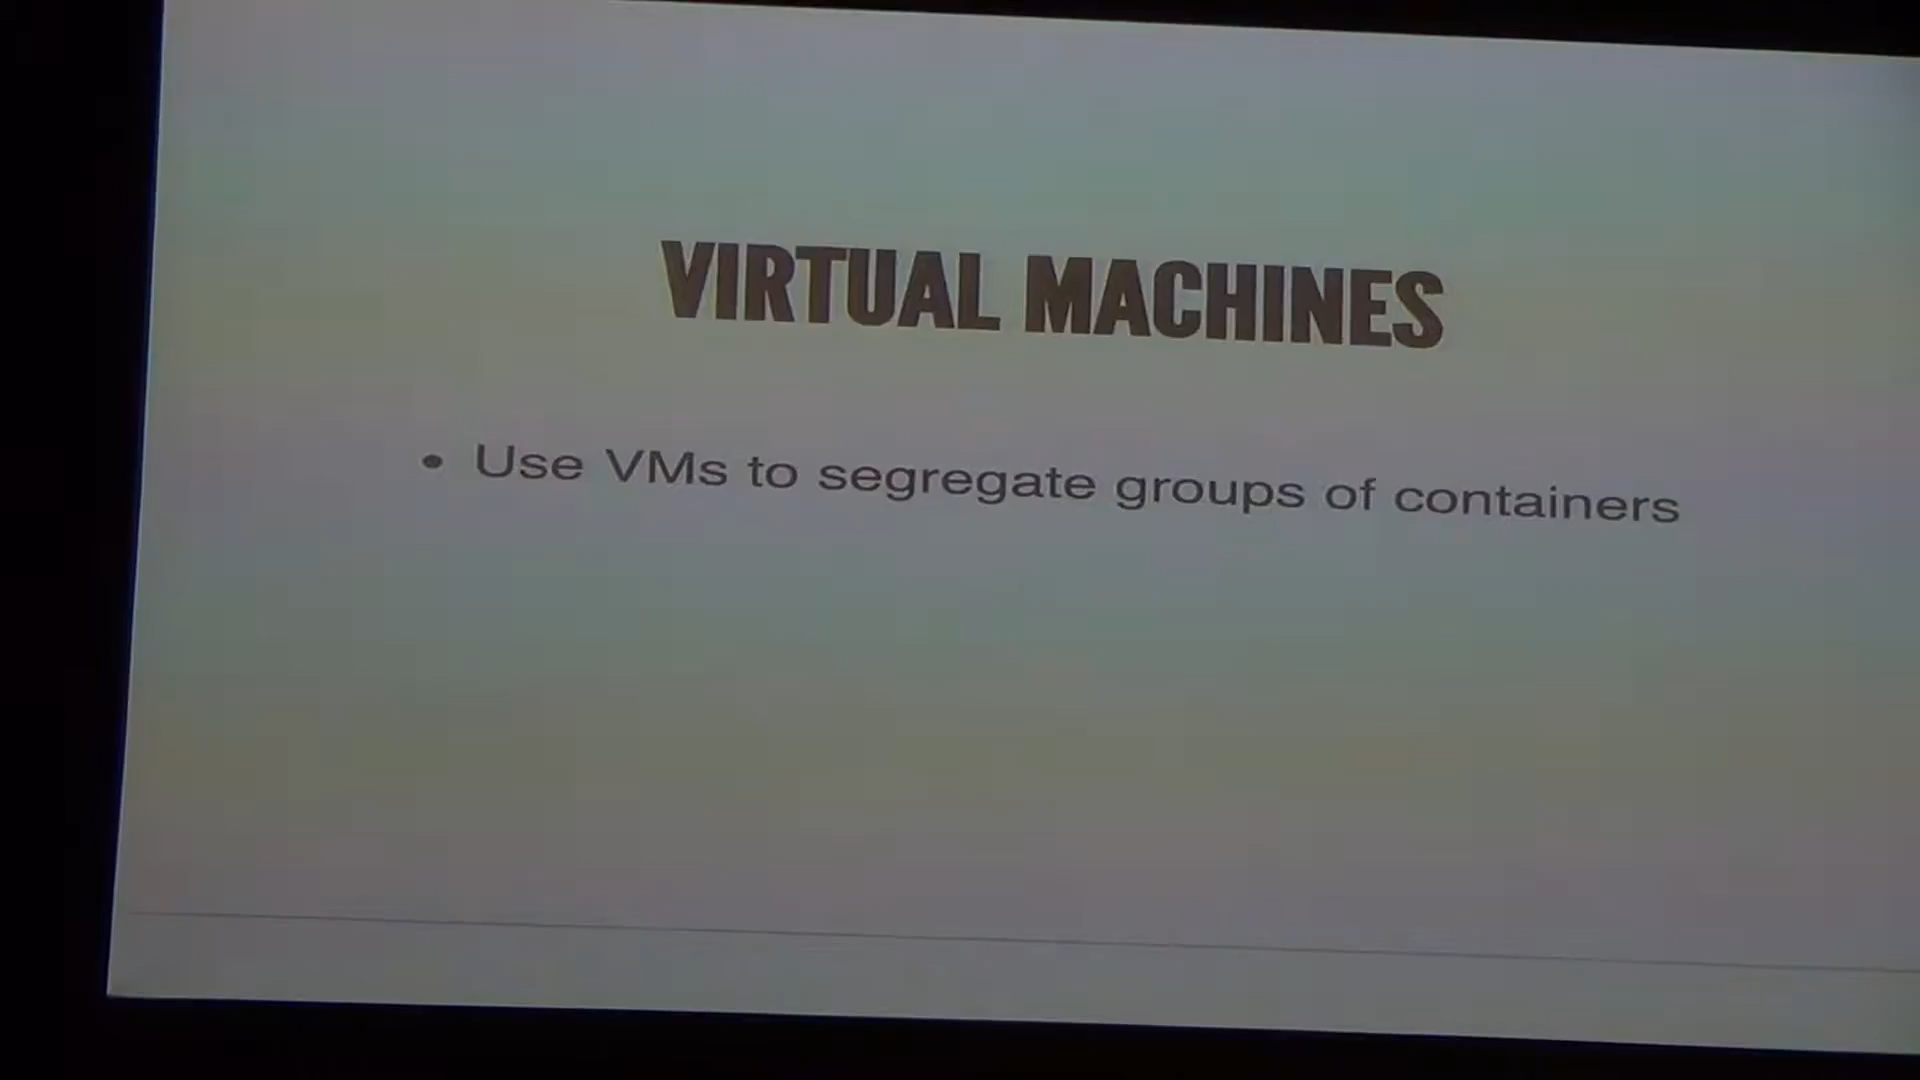 VIRTUAL MACHINES
• Use VMs to segregate groups of containers